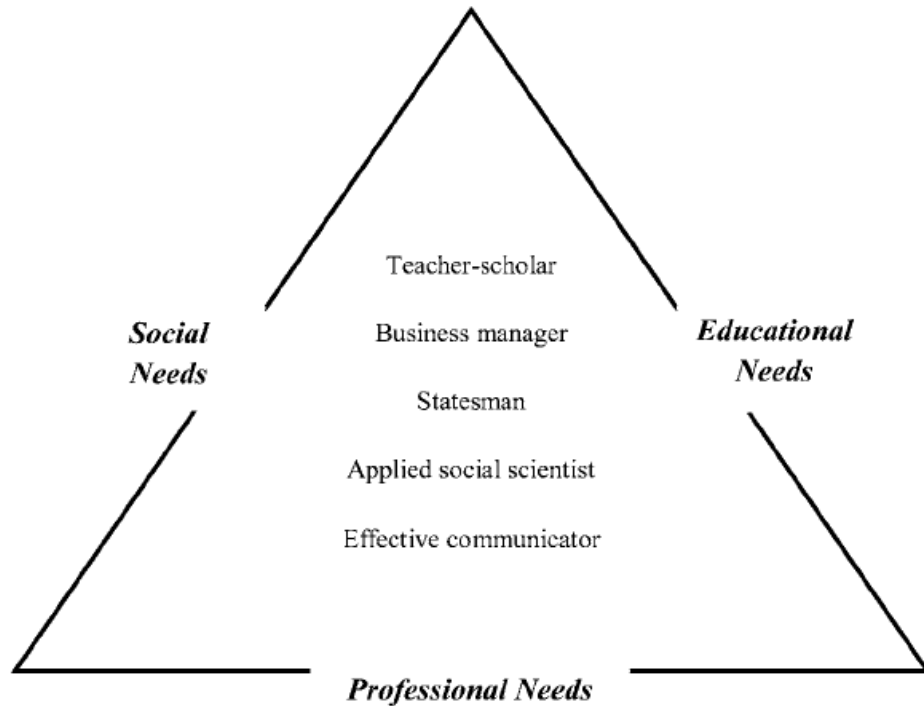 Teacher-scholar
Social
Needs
Business manager
Educational
Needs
Statesman
Applied social scientist
Effective communicator
Professional Needs